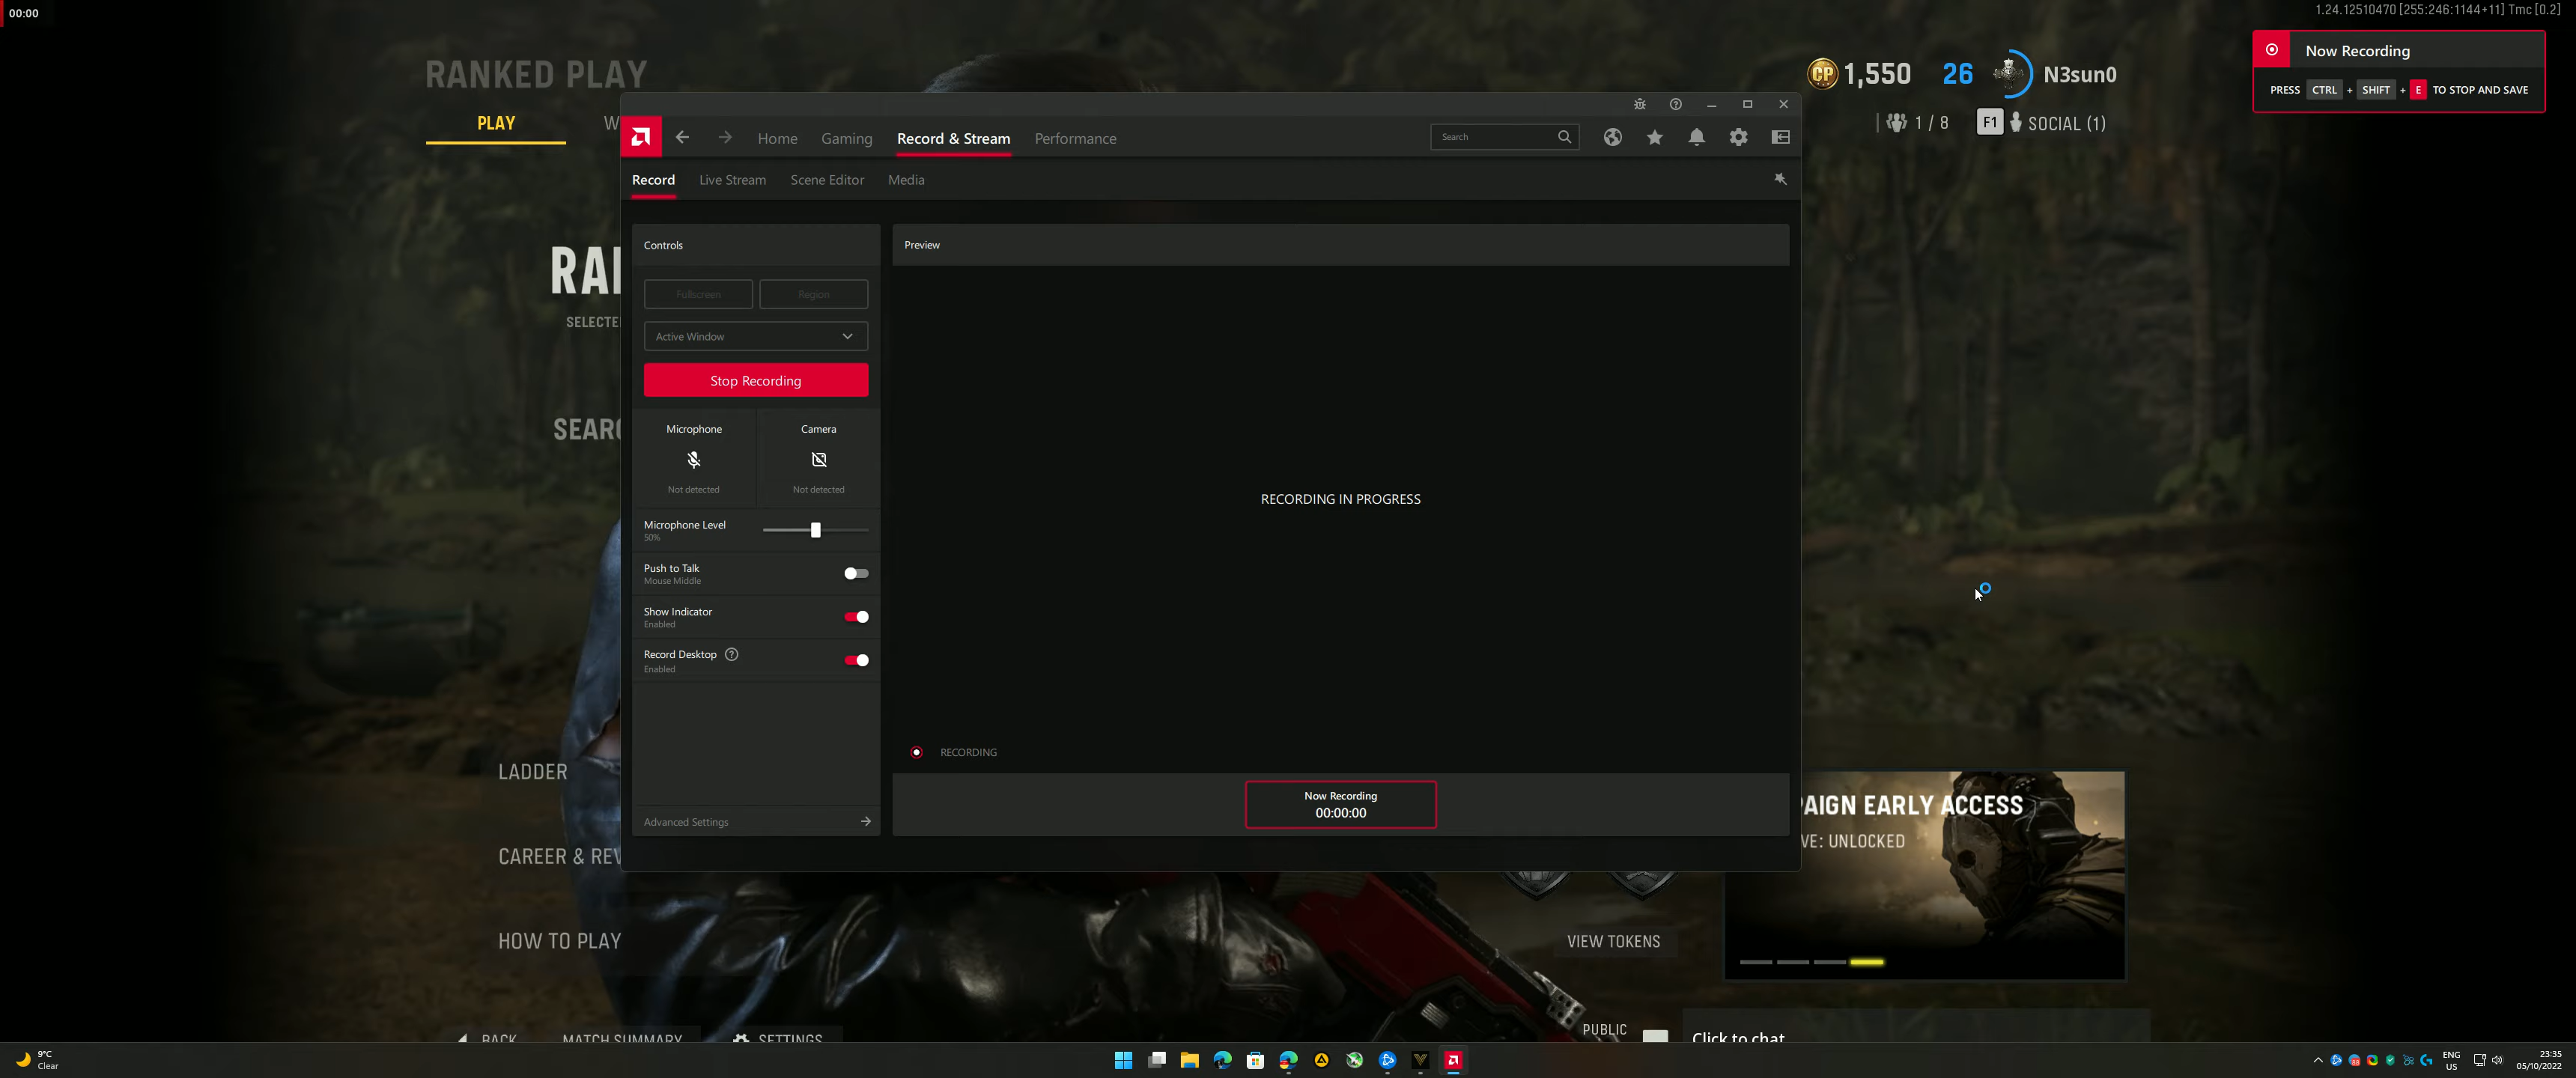 00:00
1.24.12510470 [255:246:1144+11] Tmc [0.2]
Now Recording
PRESS CTRL + SHIFT + E TO STOP AND SAVE
RANKED PLAY
CP 1,550 26 N3sun0
PLAY W
1 / 8 F1 SOCIAL (1)
Home Gaming Record & Stream Performance Search
Record Live Stream Scene Editor Media
Controls
Preview
Fullscreen Region
Active Window
Stop Recording
Microphone Camera
Not detected Not detected
Microphone Level
50%
Push to Talk
Mouse Middle
Show Indicator
Enabled
Record Desktop ?
Enabled
Advanced Settings
RECORDING IN PROGRESS
RECORDING
Now Recording
00:00:00
RA
SELECTE
SEAR
LADDER
CAREER & REV
HOW TO PLAY
AIGN EARLY ACCESS
VE: UNLOCKED
VIEW TOKENS
BACK MATCH SUMMARY SETTINGS
PUBLIC
Click to chat
9°C
Clear
ENG
US
23:35
05/10/2022